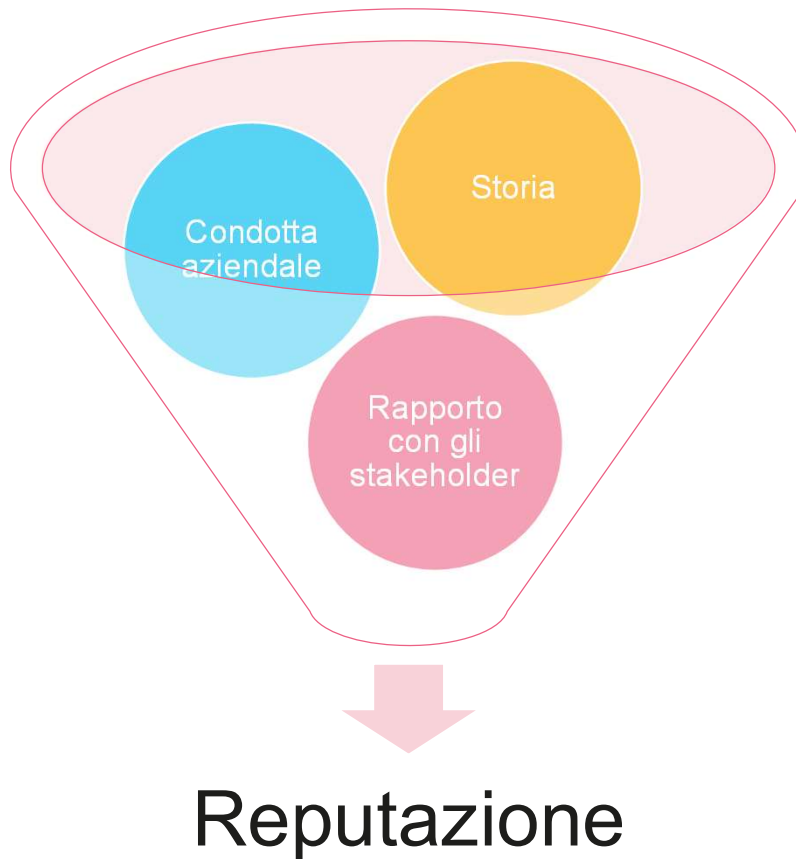 Storia
Condotta
aziendale
Rapporto
con gli
stakeholder
Reputazione